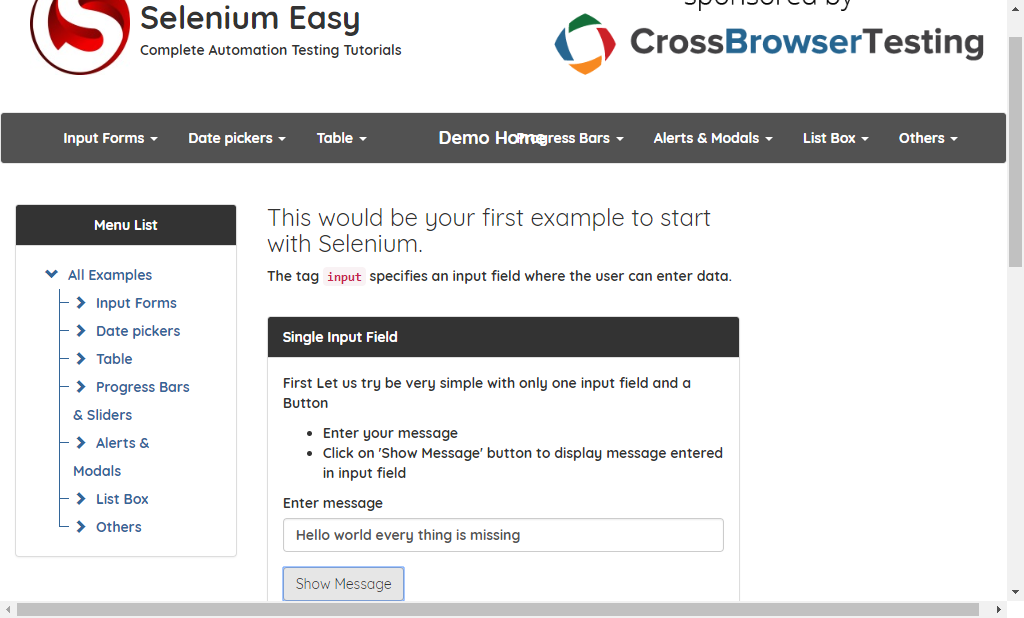 Selenium Easy
Complete Automation Testing Tutorials
sponsored by
CrossBrowserTesting
Input Forms
Date pickers
Table
Demo Home
Progress Bars
Alerts & Modals
List Box
Others
Menu List
All Examples
Input Forms
Date pickers
Table
Progress Bars
& Sliders
Alerts &
Modals
List Box
Others
This would be your first example to start
with Selenium.
The tag input specifies an input field where the user can enter data.
Single Input Field
First Let us try be very simple with only one input field and a
Button
Enter your message
Click on 'Show Message' button to display message entered
in input field
Enter message
Hello world every thing is missing
Show Message